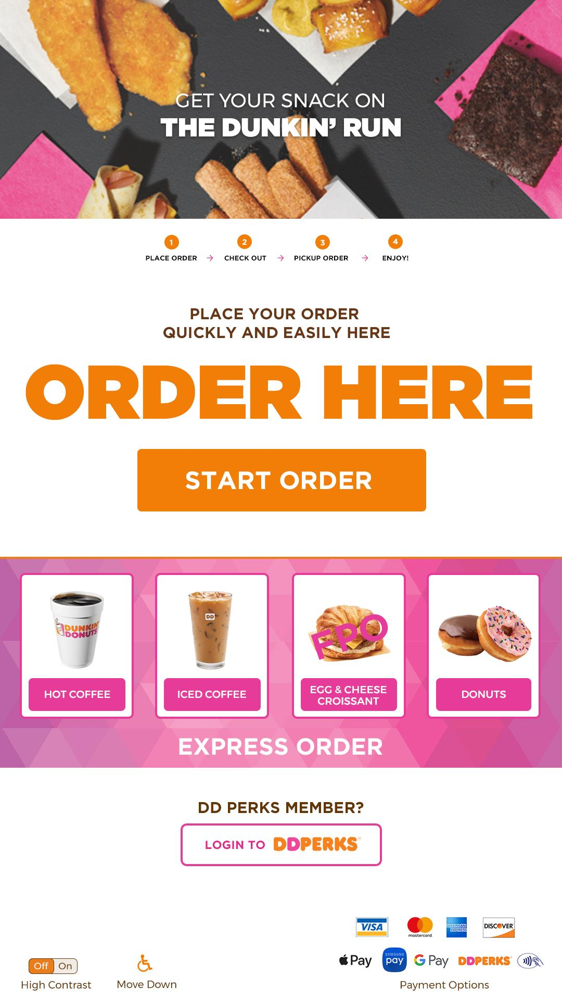 GET YOUR SNACK ON
THE DUNKIN' RUN
1
2
3
4
PLACE ORDER → CHECK OUT → PICKUP ORDER → ENJOY!
PLACE YOUR ORDER
QUICKLY AND EASILY HERE
ORDER HERE
START ORDER
DUNKIN'
DONUTS
DD
FPO
HOT COFFEE
ICED COFFEE
EGG & CHEESE
CROISSANT
DONUTS
EXPRESS ORDER
DD PERKS MEMBER?
LOGIN TO DDPERKS®
VISA
mastercard.
AMERICAN
EXPRESS
DISCOVER
Pay
SAMSUNG
pay
G Pay
DDPERKS
Off On
High Contrast
Move Down
Payment Options